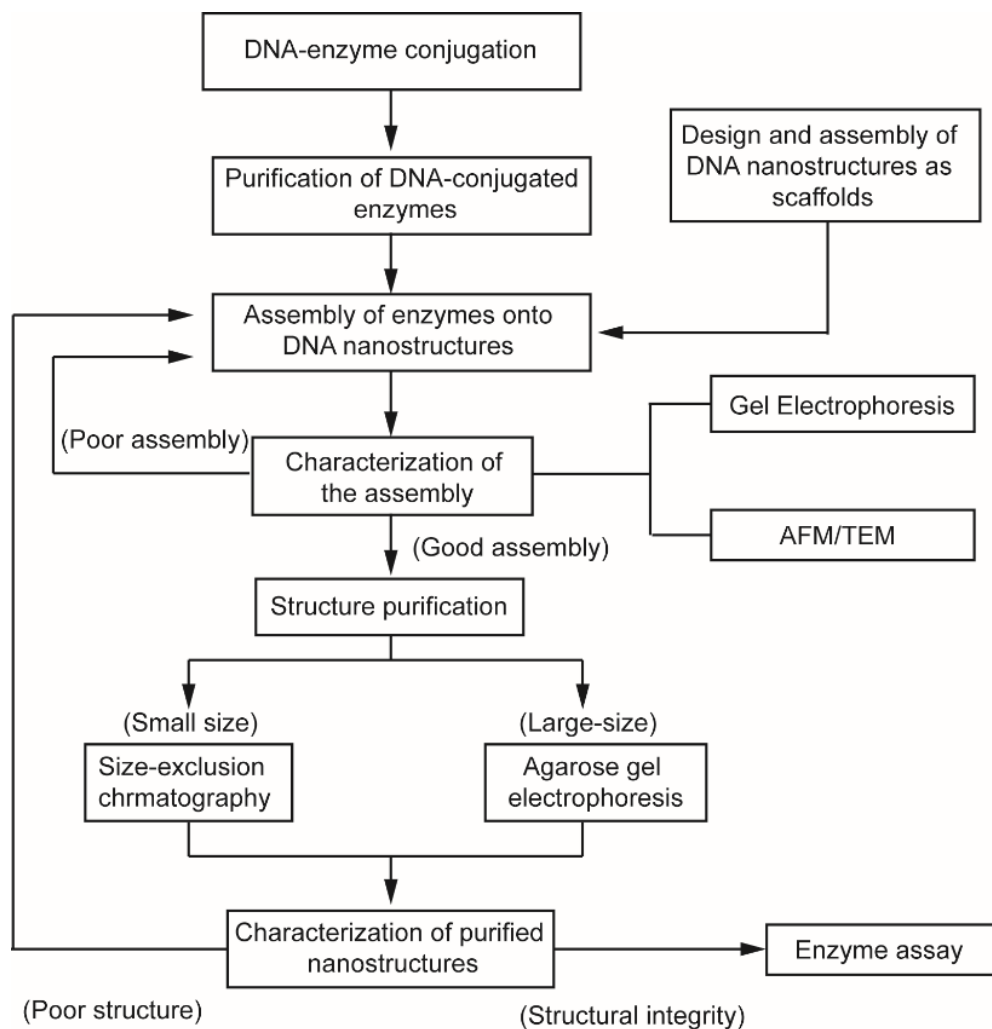 DNA-enzyme conjugation
Design and assembly of
DNA nanostructures as
scaffolds
Purification of DNA-conjugated
enzymes
Assembly of enzymes onto
DNA nanostructures
Gel Electrophoresis
(Poor assembly)
Characterization of
the assembly
AFM/TEM
(Good assembly)
Structure purification
(Small size)
(Large-size)
Size-exclusion
chrmatography
Agarose gel
electrophoresis
Characterization of purified
nanostructures
Enzyme assay
(Poor structure)
(Structural integrity)